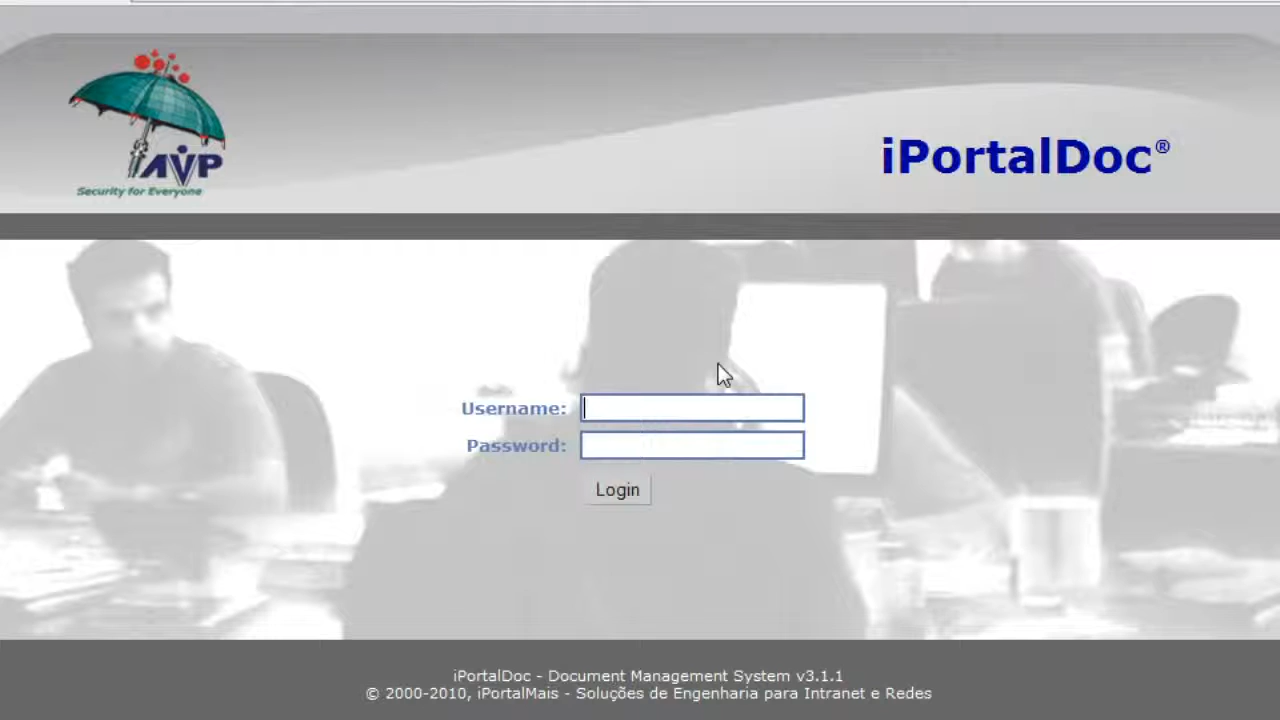 AVP
Security for Everyone
iPortalDoc®
Username:
Password:
Login
iPortalDoc - Document Management System v3.1.1
© 2000-2010, iPortalMais - Soluções de Engenharia para Intranet e Redes